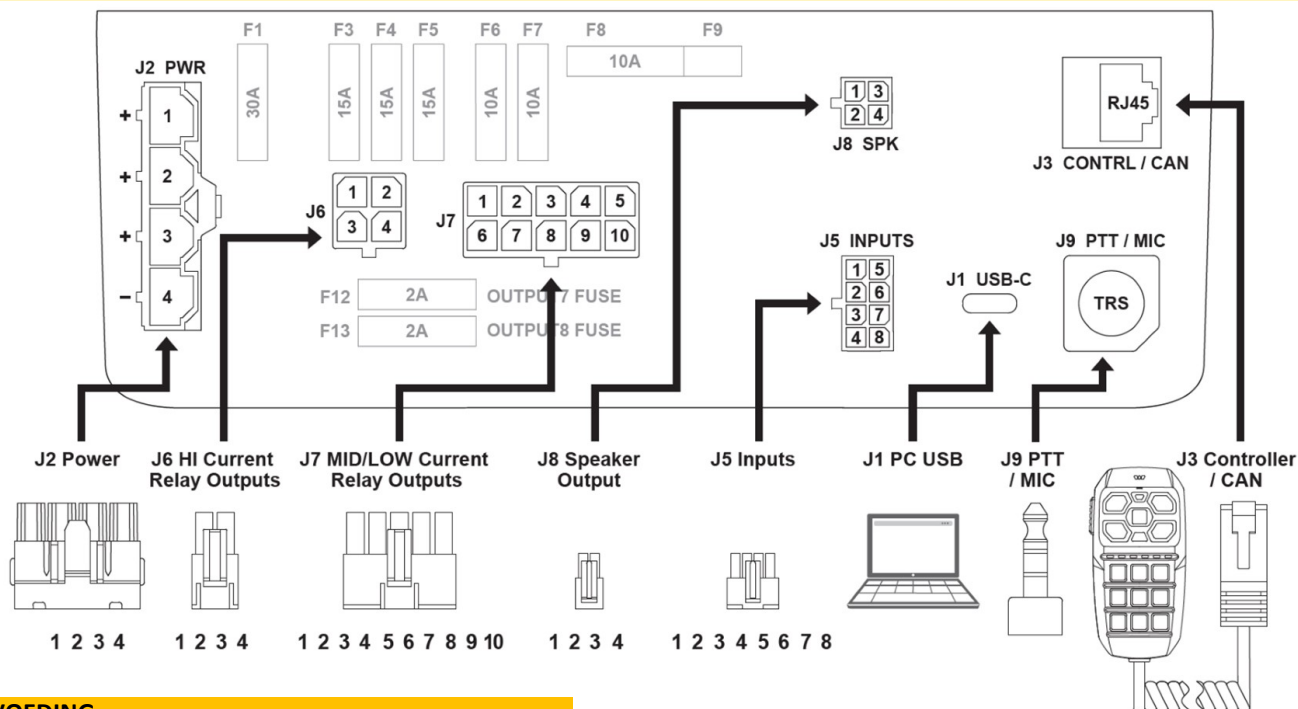 F1 F3 F4 F5 F6 F7 F8 F9
J2 PWR
30A 15A 15A 15A 10A 10A 10A
+ 1
+ 2
+ 3
- 4
J6
1 2
3 4
J7
1 2 3 4 5
6 7 8 9 10
F12 2A OUTPUT7 FUSE
F13 2A OUTPUT8 FUSE
1 3
2 4
J8 SPK
RJ45
J3 CONTRL / CAN
J5 INPUTS
1 5
2 6
3 7
4 8
J1 USB-C
J9 PTT / MIC
TRS
J2 Power
J6 HI Current
Relay Outputs
J7 MID/LOW Current
Relay Outputs
J8 Speaker
Output
J5 Inputs
J1 PC USB
J9 PTT
/ MIC
J3 Controller
/ CAN
1 2 3 4
1 2 3 4
1 2 3 4 5 6 7 8 9 10
1 2 3 4
1 2 3 4 5 6 7 8